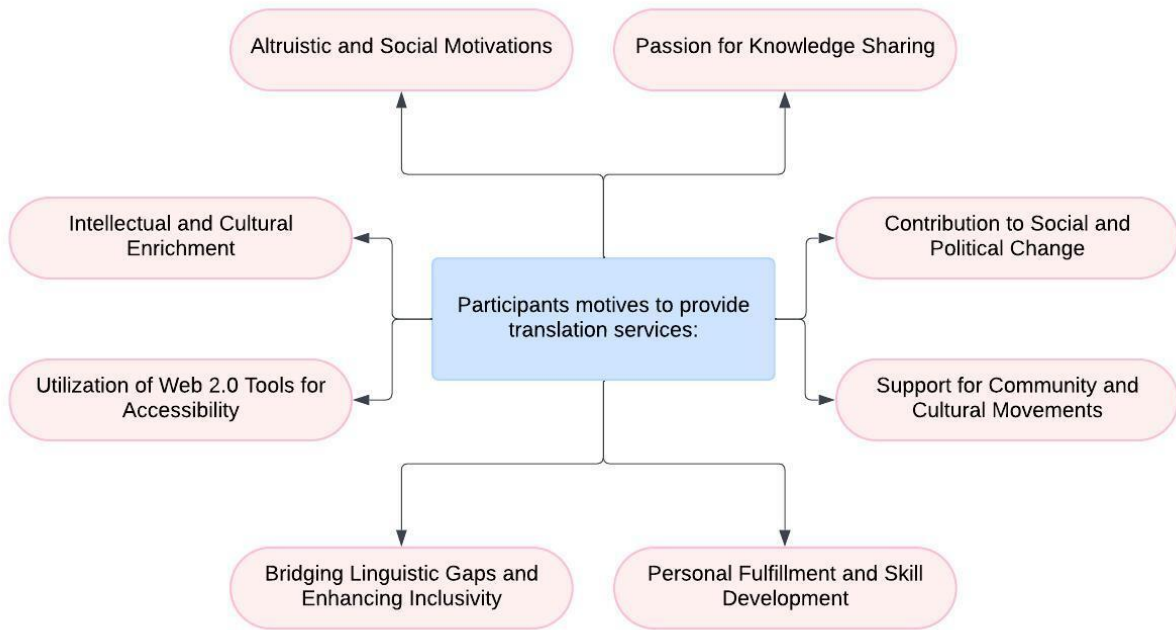 Altruistic and Social Motivations
Passion for Knowledge Sharing
Intellectual and Cultural
Enrichment
Contribution to Social and
Political Change
Participants motives to provide
translation services:
Utilization of Web 2.0 Tools for
Accessibility
Support for Community and
Cultural Movements
Bridging Linguistic Gaps and
Enhancing Inclusivity
Personal Fulfillment and Skill
Development